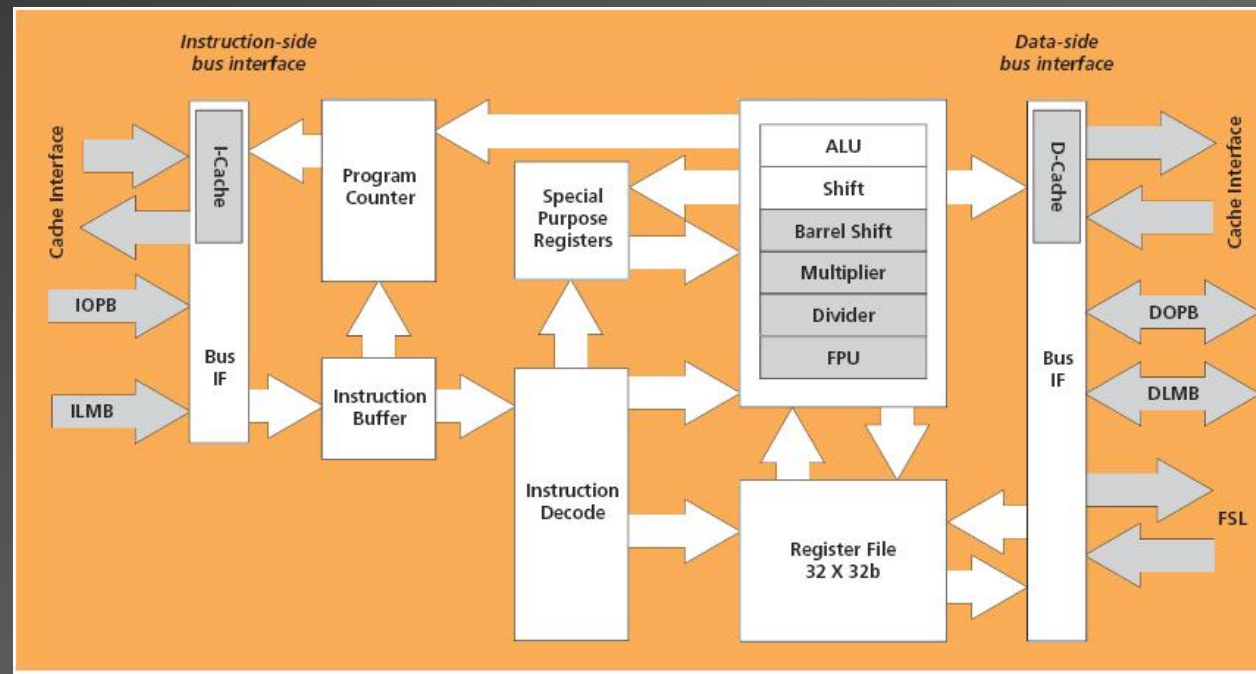 Instruction-side
bus interface
Data-side
bus interface
Cache Interface
I-Cache
Program
Counter
Special
Purpose
Registers
ALU
Shift
Barrel Shift
Multiplier
Divider
FPU
D-Cache
Cache Interface
IOPB
Bus
IF
ILMB
Instruction
Buffer
Instruction
Decode
Register File
32 X 32b
Bus
IF
DOPB
DLMB
FSL